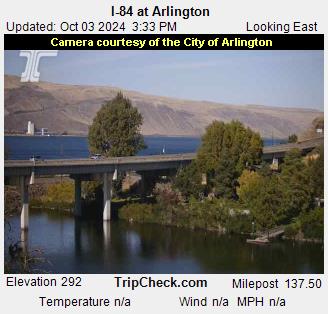 I-84 at Arlington
Updated: Oct 03 2024 3:33 PM Looking East
Camera courtesy of the City of Arlington
Elevation 292 TripCheck.com Milepost 137.50
Temperature n/a Wind n/a MPH n/a